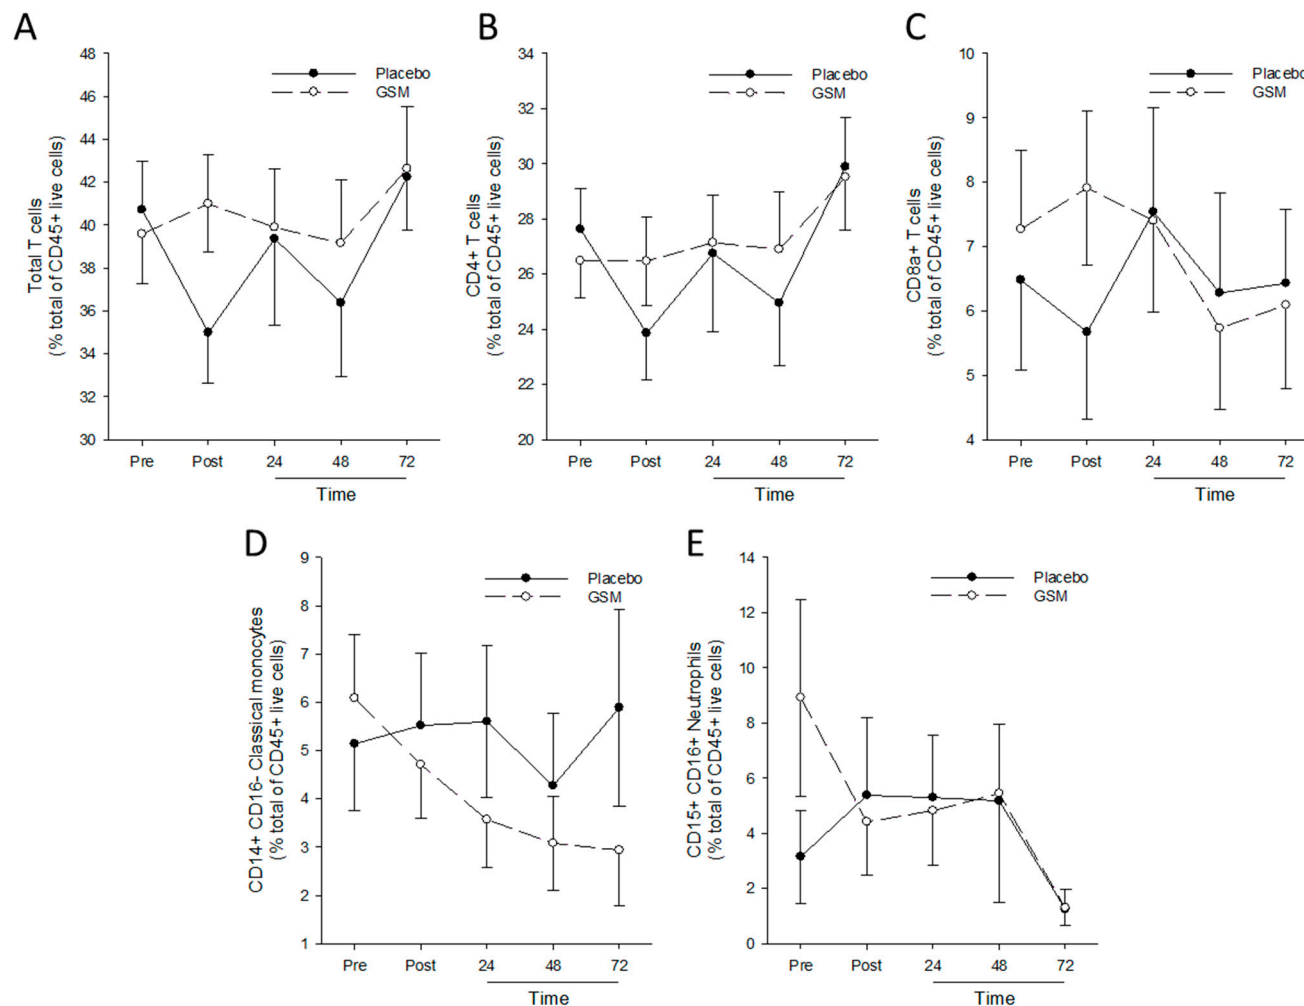 A
Total T cells
(% total of CD45+ live cells)
48
46
44
42
40
38
36
34
32
30
Placebo
GSM
Pre
Post
24
48
72
Time
B
CD4+ T cells
(% total of CD45+ live cells)
34
32
30
28
26
24
22
20
Placebo
GSM
Pre
Post
24
48
72
Time
C
CD8a+ T cells
(% total of CD45+ live cells)
10
9
8
7
6
5
4
Placebo
GSM
Pre
Post
24
48
72
Time
D
CD14+ CD16- Classical monocytes
(% total of CD45+ live cells)
9
8
7
6
5
4
3
2
1
Placebo
GSM
Pre
Post
24
48
72
Time
E
CD15+ CD16+ Neutrophils
(% total of CD45+ live cells)
14
12
10
8
6
4
2
0
Placebo
GSM
Pre
Post
24
48
72
Time